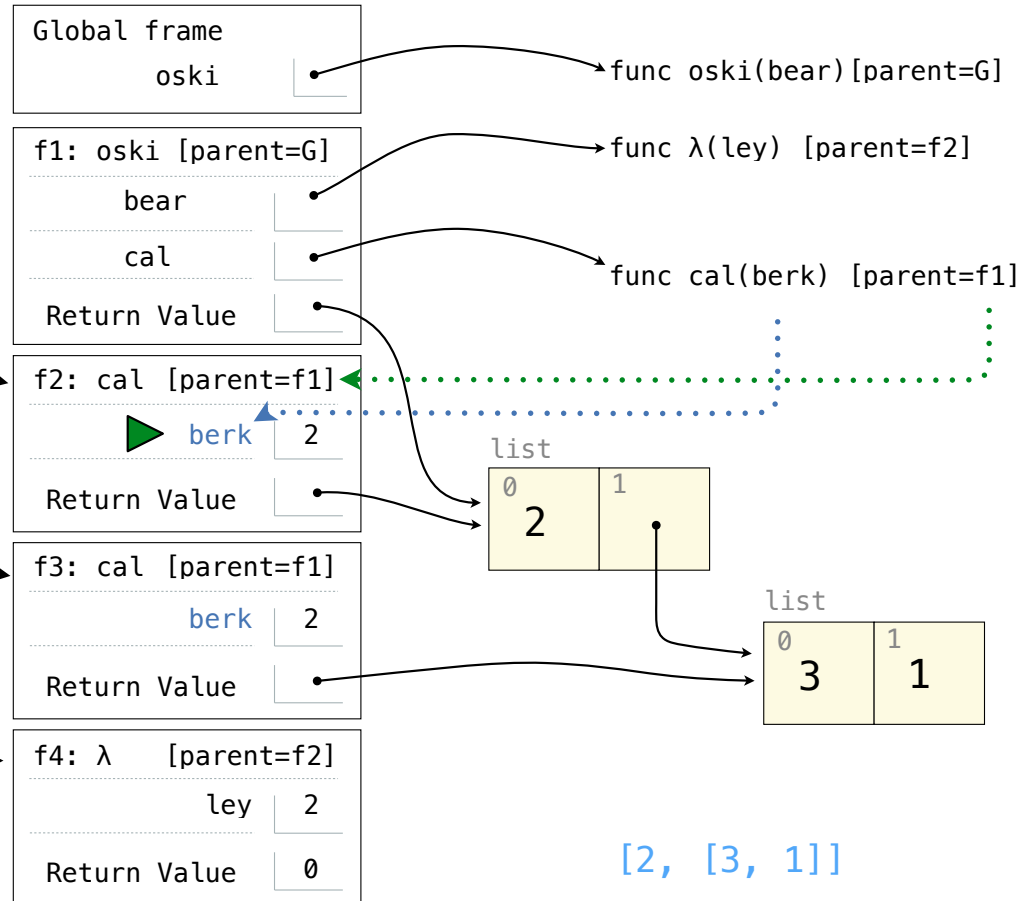 Global frame
oski
func oski(bear)[parent=G]
f1: oski [parent=G]
func λ(ley) [parent=f2]
bear
cal
func cal(berk) [parent=f1]
Return Value
f2: cal [parent=f1]
berk 2
Return Value
list
0 1
2
f3: cal [parent=f1]
berk 2
Return Value
list
0 1
3 1
f4: λ [parent=f2]
ley 2
Return Value 0
[2, [3, 1]]